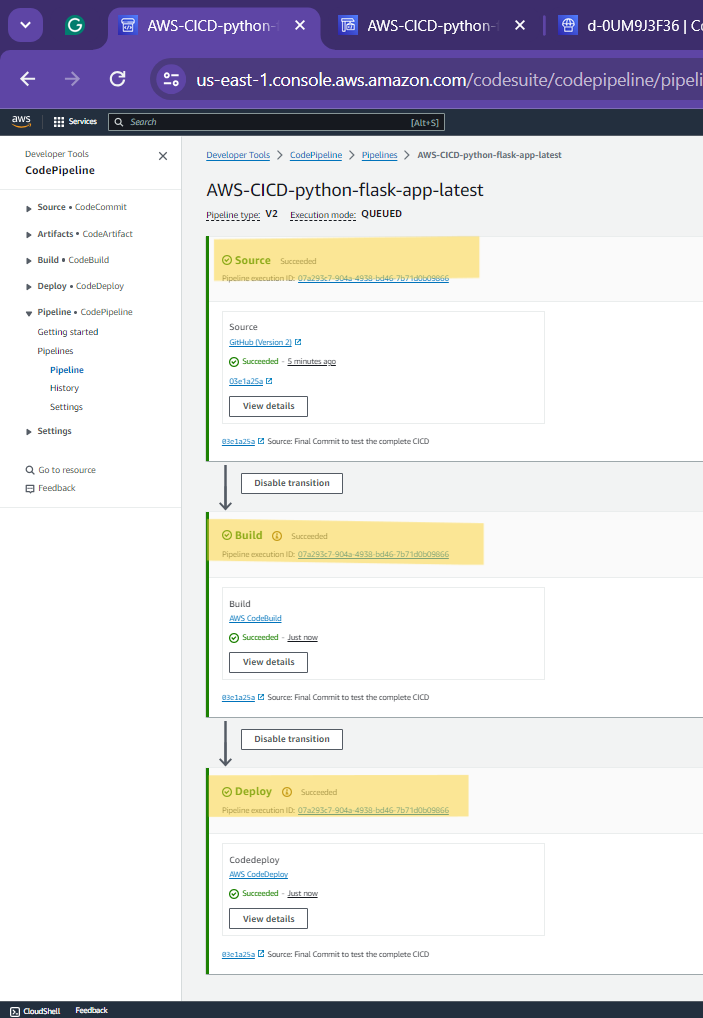 AWS-CICD-python-f
AWS-CICD-python-f
d-0UM9J3F36 | Co
us-east-1.console.aws.amazon.com/codesuite/codepipeline/pipeli
aws
Services
Search
[Alt+S]
Developer Tools
CodePipeline
Source • CodeCommit
Artifacts • CodeArtifact
Build • CodeBuild
Deploy • CodeDeploy
Pipeline • CodePipeline
Getting started
Pipelines
Pipeline
History
Settings
Settings
Go to resource
Feedback
Developer Tools > CodePipeline > Pipelines > AWS-CICD-python-flask-app-latest
AWS-CICD-python-flask-app-latest
Pipeline type: V2 Execution mode: QUEUED
Source Succeeded
Pipeline execution ID: 07a293c7-904a-4938-bd46-7b71d0b09866
Source
GitHub (Version 2)
Succeeded - 5 minutes ago
03e1a25a
View details
03e1a25a Source: Final Commit to test the complete CICD
Disable transition
Build Succeeded
Pipeline execution ID: 07a293c7-904a-4938-bd46-7b71d0b09866
Build
AWS CodeBuild
Succeeded - Just now
View details
03e1a25a Source: Final Commit to test the complete CICD
Disable transition
Deploy Succeeded
Pipeline execution ID: 07a293c7-904a-4938-bd46-7b71d0b09866
Codedeploy
AWS CodeDeploy
Succeeded - Just now
View details
03e1a25a Source: Final Commit to test the complete CICD
CloudShell
Feedback